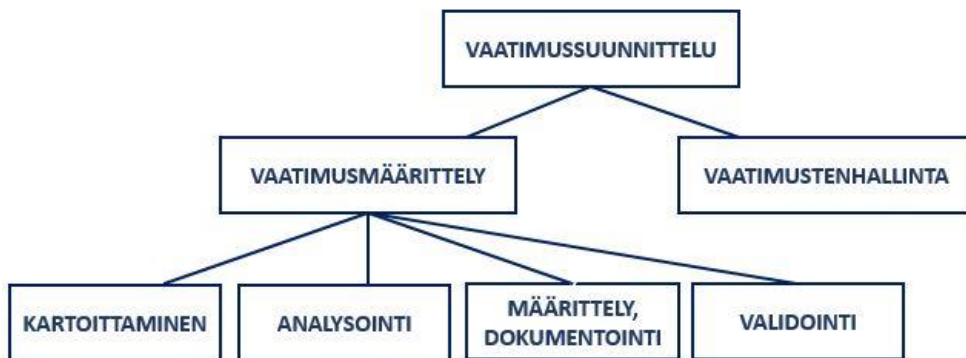 VAATIMUSSUUNNITTELU
VAATIMUSMÄÄRITTELY
VAATIMUSTENHALLINTA
KARTOITTAMINEN
ANALYSOINTI
MÄÄRITTELY,
DOKUMENTOINTI
VALIDOINTI